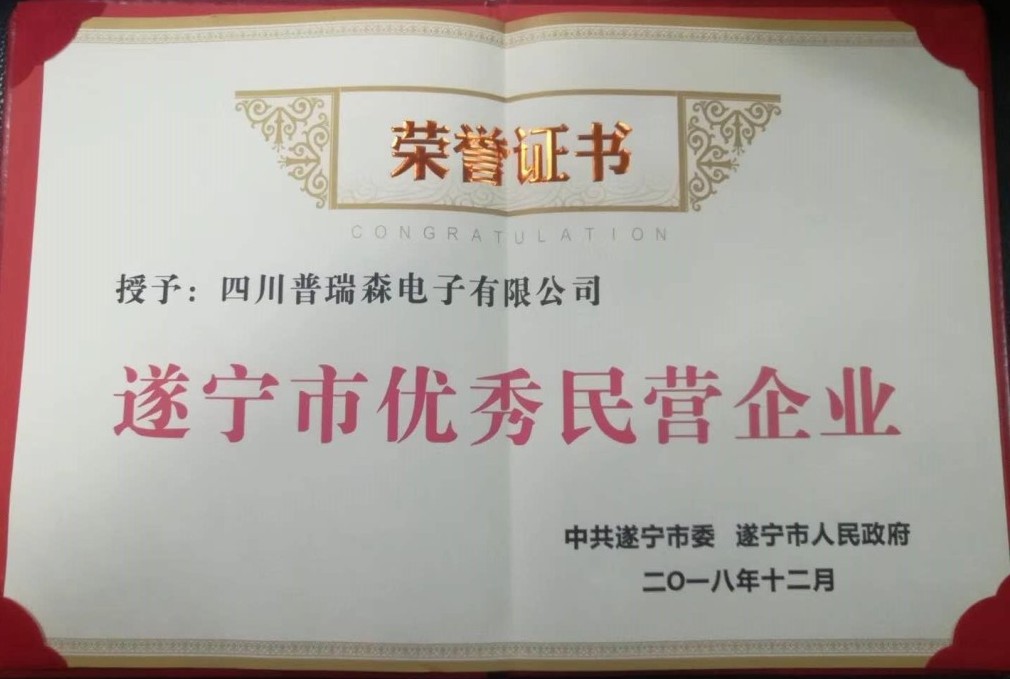 荣誉证书
CONGRATULATION
授予：四川普瑞森电子有限公司
遂宁市优秀民营企业
中共遂宁市委 遂宁市人民政府
二〇一八年十二月